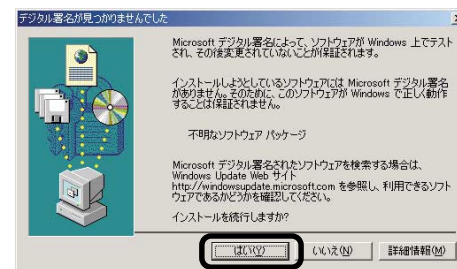 デジタル署名が見つかりませんでした
Microsoft デジタル署名によって、ソフトウェアが Windows 上でテスト
され、その後変更されていないことが保証されます。
インストールしようとしているソフトウェアには Microsoft デジタル署名
がありません。そのために、このソフトウェアが Windows で正しく動作
することは保証されません。
不明なソフトウェア パッケージ
Microsoft デジタル署名されたソフトウェアを検索する場合は、
Windows Update Web サイト
http://windowsupdate.microsoft.com を参照し、利用できるソフト
ウェアであるかどうかを確認してください。
インストールを続行しますか?
はい(Y) いいえ(N) 詳細情報(M)